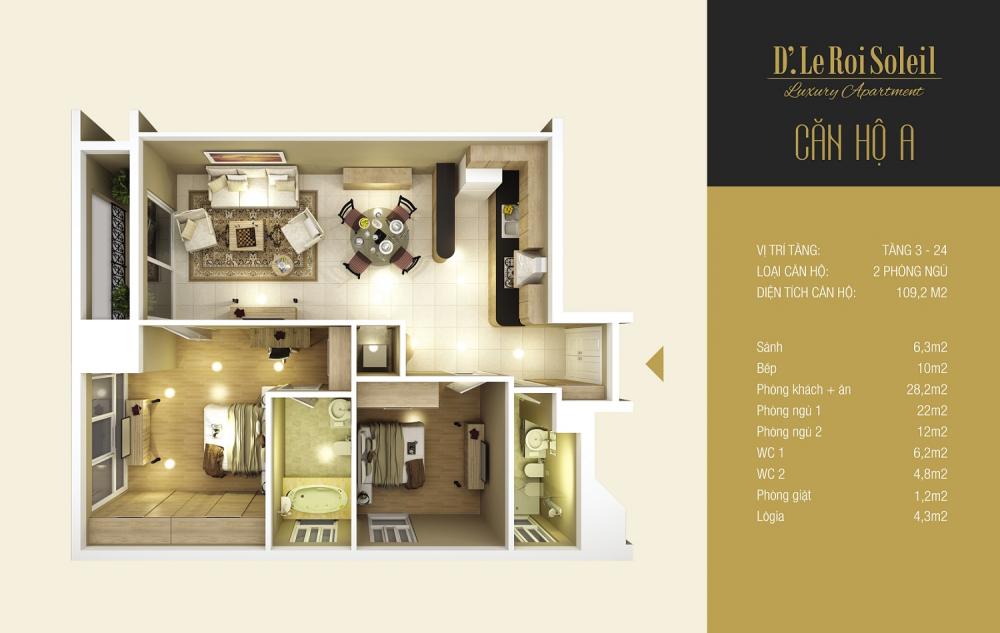 D'. Le Roi Soleil
Luxury Apartment
CĂN HỘ A
VỊ TRÍ TẦNG: TẦNG 3 - 24
LOẠI CĂN HỘ: 2 PHÒNG NGỦ
DIỆN TÍCH CĂN HỘ: 109,2 M2
Sảnh 6,3m2
Bếp 10m2
Phòng khách + ăn 28,2m2
Phòng ngủ 1 22m2
Phòng ngủ 2 12m2
WC 1 6,2m2
WC 2 4,8m2
Phòng giặt 1,2m2
Lôgia 4,3m2